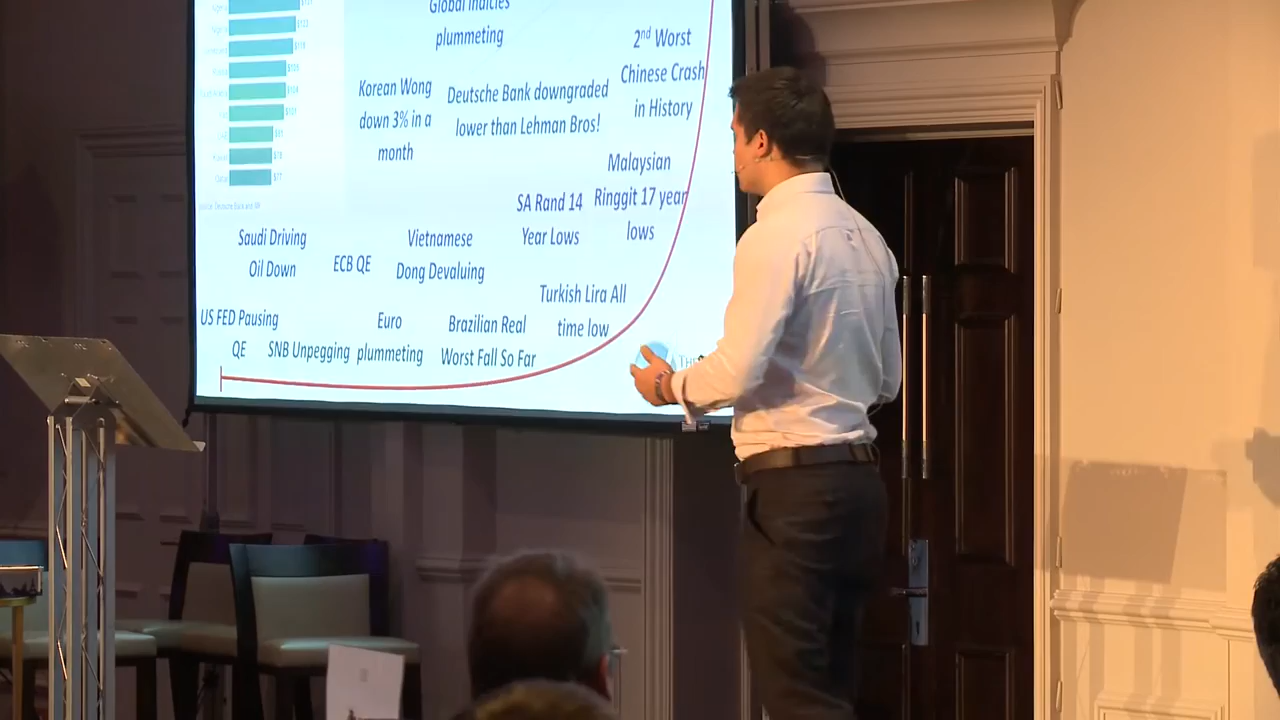 Global Indicies
plummeting
2nd Worst
Chinese Crash
in History
Korean Wong
down 3% in a
month
Deutsche Bank downgraded
lower than Lehman Bros!
Malaysian
Ringgit 17 year
lows
SA Rand 14
Year Lows
Saudi Driving
Oil Down
ECB QE
Vietnamese
Dong Devaluing
Turkish Lira All
time low
US FED Pausing
QE
SNB Unpegging
Euro
plummeting
Brazilian Real
Worst Fall So Far